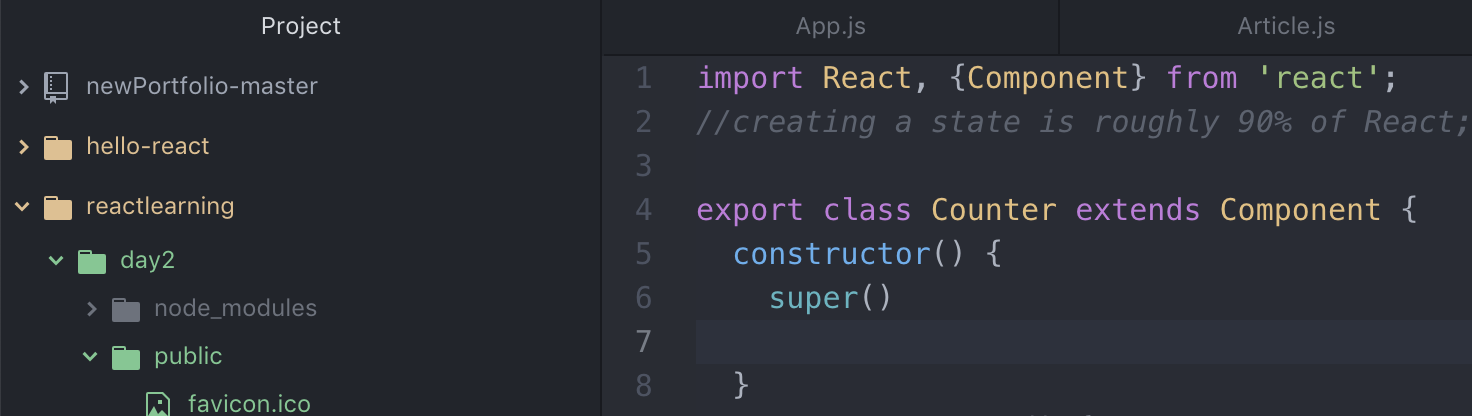 Project
newPortfolio-master
hello-react
reactlearning
day2
node_modules
public
favicon.ico
App.js
Article.js
1 import React, {Component} from 'react';
2 //creating a state is roughly 90% of React;
3
4 export class Counter extends Component {
5 constructor() {
6 super()
7
8 }